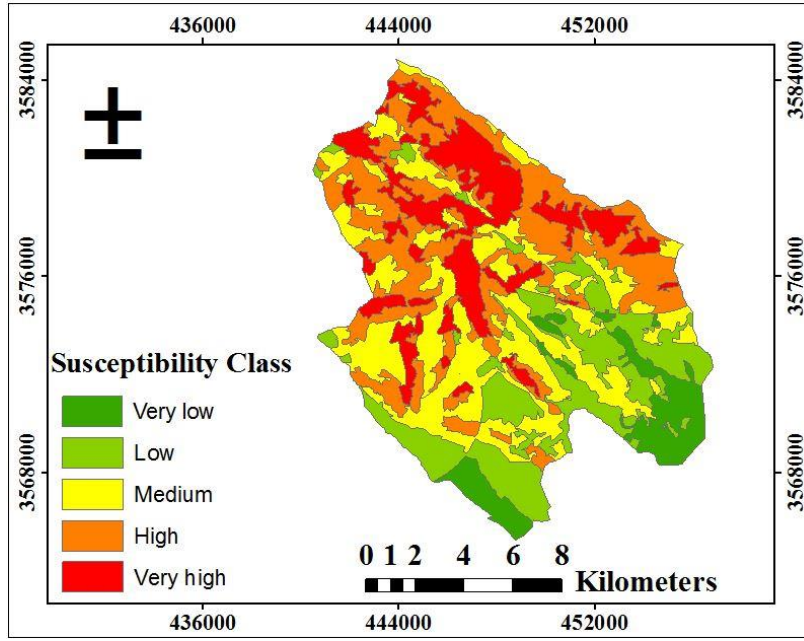 436000 444000 452000
3584000 3584000
3576000 3576000
3568000 3568000
Susceptibility Class
Very low
Low
Medium
High
Very high
0 1 2 4 6 8
Kilometers
436000 444000 452000